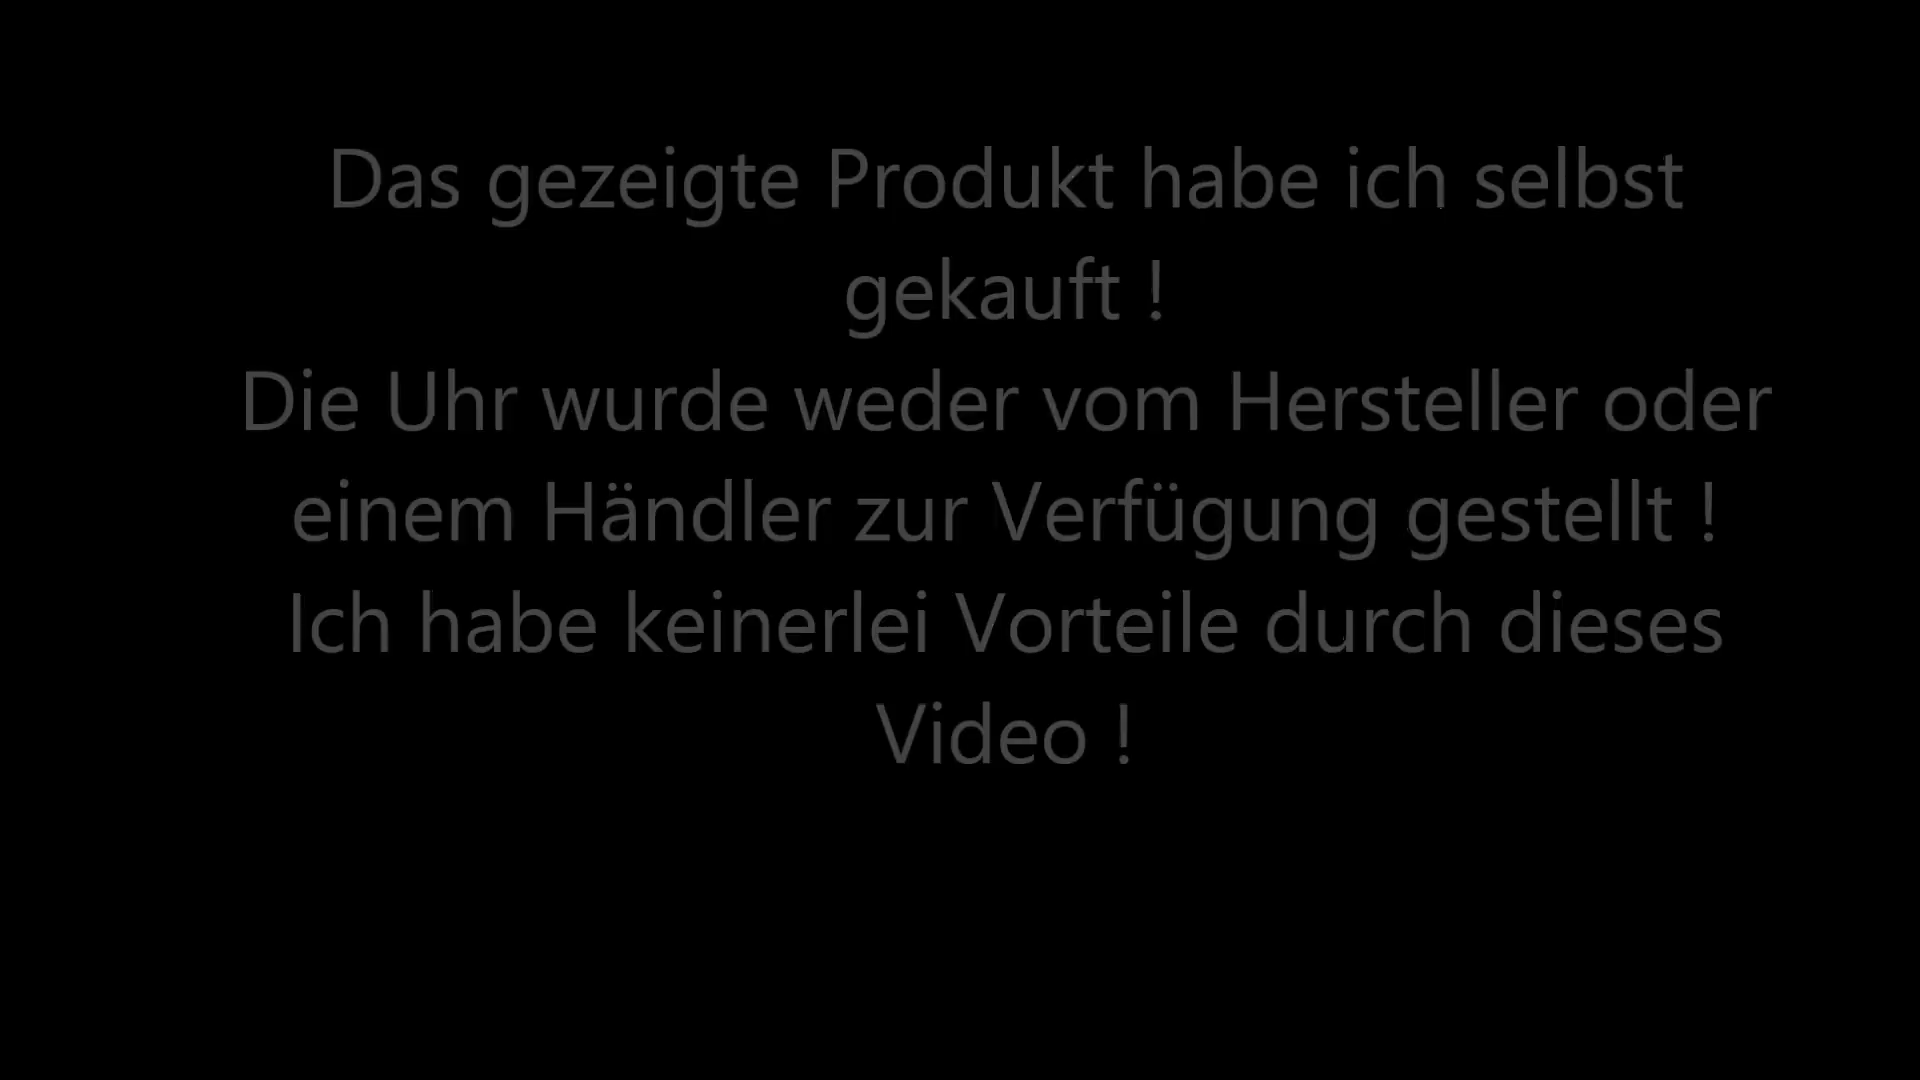 Das gezeigte Produkt habe ich selbst
gekauft !
Die Uhr wurde weder vom Hersteller oder
einem Händler zur Verfügung gestellt !
Ich habe keinerlei Vorteile durch dieses
Video !